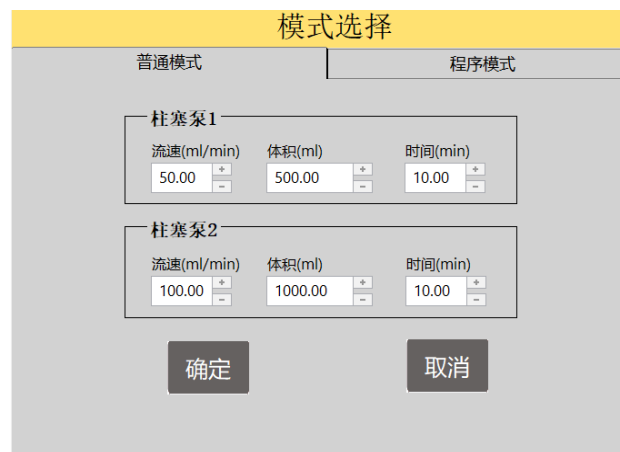 模式选择
普通模式 程序模式
柱塞泵1
流速(ml/min) 体积(ml) 时间(min)
50.00 + - 500.00 + - 10.00 + -
柱塞泵2
流速(ml/min) 体积(ml) 时间(min)
100.00 + - 1000.00 + - 10.00 + -
确定 取消